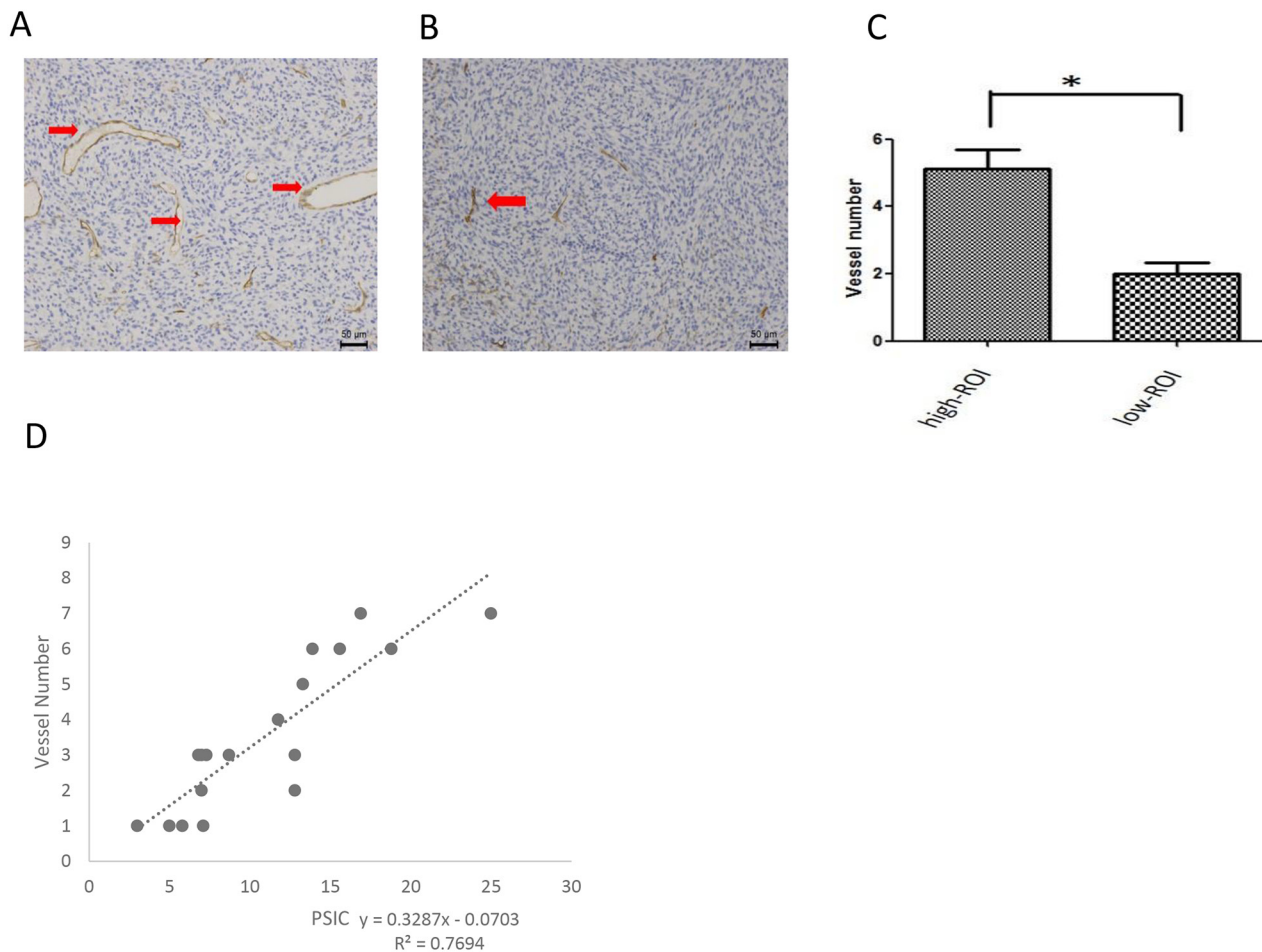 A
B
C
50 µm
50 µm
*
6
4
2
0
Vessel number
high-ROI
low-ROI
D
9
8
7
6
5
4
3
2
1
0
Vessel Number
0 5 10 15 20 25 30
PSIC y = 0.3287x - 0.0703
R² = 0.7694